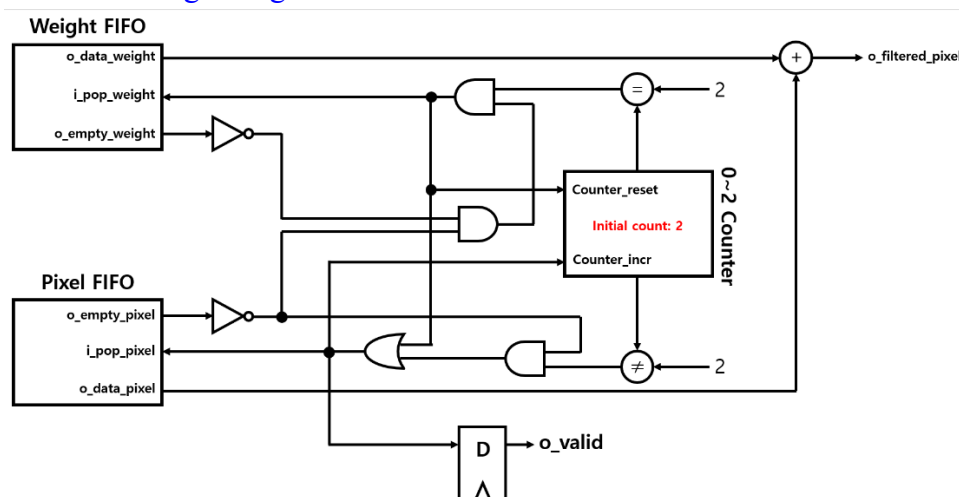 Weight FIFO
o_data_weight
i_pop_weight
o_empty_weight
+
o_filtered_pixel
=
2
Counter_reset
Initial count: 2
Counter_incr
0~2 Counter
Pixel FIFO
o_empty_pixel
i_pop_pixel
o_data_pixel
≠
2
D
o_valid